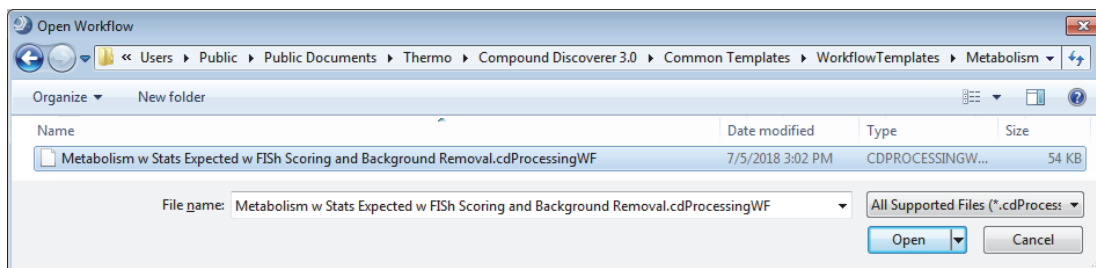 Open Workflow
« Users ▸ Public ▸ Public Documents ▸ Thermo ▸ Compound Discoverer 3.0 ▸ Common Templates ▸ WorkflowTemplates ▸ Metabolism
Organize New folder
Name Date modified Type Size
Metabolism w Stats Expected w FISh Scoring and Background Removal.cdProcessingWF 7/5/2018 3:02 PM CDPROCESSINGW... 54 KB
File name: Metabolism w Stats Expected w FISh Scoring and Background Removal.cdProcessingWF All Supported Files (*.cdProcess
Open Cancel